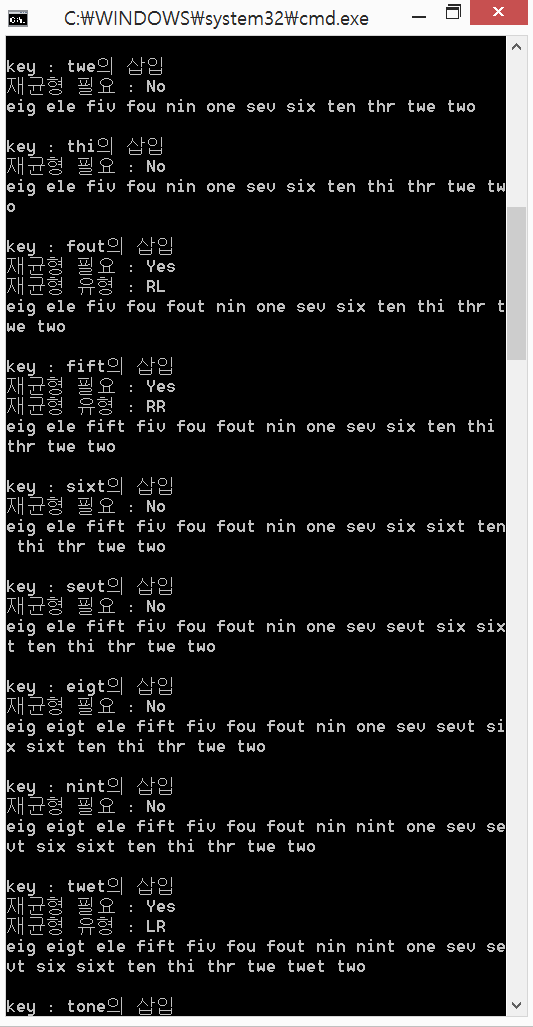 C:₩WINDOWS₩system32₩cmd.exe
key : twe의 삽입
재균형 필요 : No
eig ele fiv fou nin one sev six ten thr twe two
key : thi의 삽입
재균형 필요 : No
eig ele fiv fou nin one sev six ten thi thr twe tw
o
key : fout의 삽입
재균형 필요 : Yes
재균형 유형 : RL
eig ele fiv fou fout nin one sev six ten thi thr t
we two
key : fift의 삽입
재균형 필요 : Yes
재균형 유형 : RR
eig ele fift fiv fou fout nin one sev six ten thi
thr twe two
key : sixt의 삽입
재균형 필요 : No
eig ele fift fiv fou fout nin one sev six sixt ten
 thi thr twe two
key : sevt의 삽입
재균형 필요 : No
eig ele fift fiv fou fout nin one sev sevt six six
t ten thi thr twe two
key : eigt의 삽입
재균형 필요 : No
eig eigt ele fift fiv fou fout nin one sev sevt si
x sixt ten thi thr twe two
key : nint의 삽입
재균형 필요 : No
eig eigt ele fift fiv fou fout nin nint one sev se
vt six sixt ten thi thr twe two
key : twet의 삽입
재균형 필요 : Yes
재균형 유형 : LR
eig eigt ele fift fiv fou fout nin nint one sev se
vt six sixt ten thi thr twe twet two
key : tone의 삽입